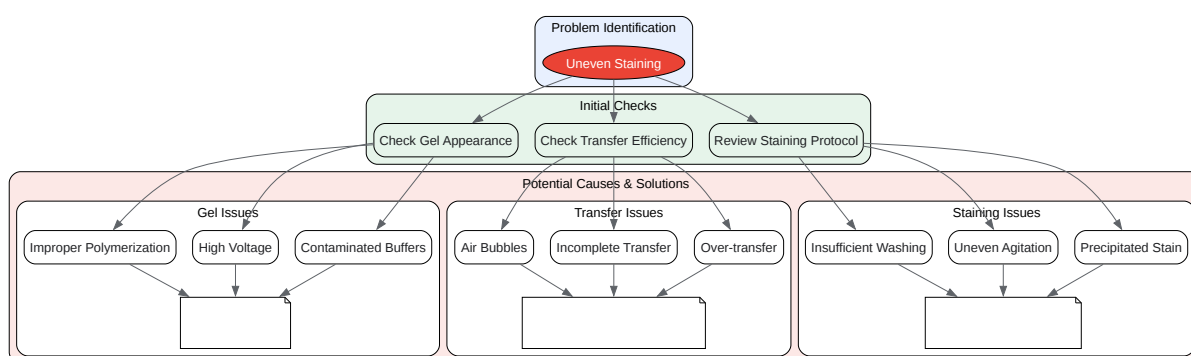 Problem Identification
Uneven Staining
Initial Checks
Check Gel Appearance
Check Transfer Efficiency
Review Staining Protocol
Potential Causes & Solutions
Gel Issues
Transfer Issues
Staining Issues
Improper Polymerization
High Voltage
Contaminated Buffers
Air Bubbles
Incomplete Transfer
Over-transfer
Insufficient Washing
Uneven Agitation
Precipitated Stain